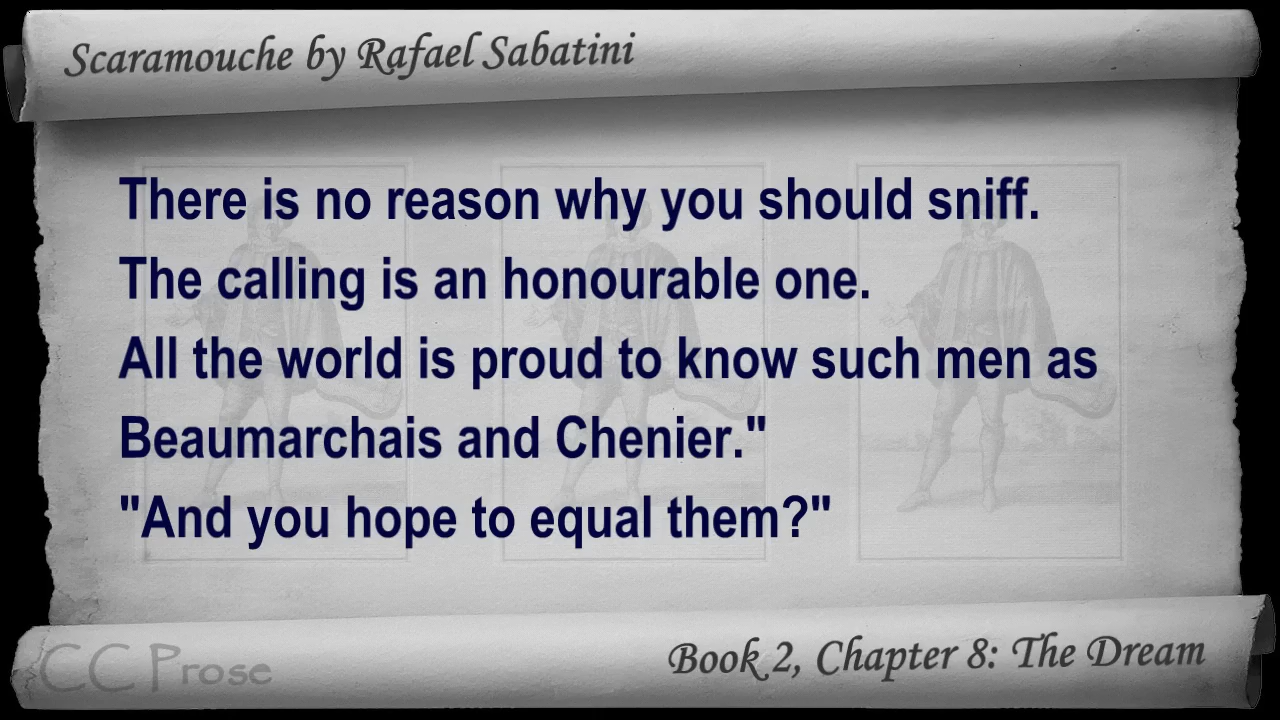 Scaramouche by Rafael Sabatini
There is no reason why you should sniff.
The calling is an honourable one.
All the world is proud to know such men as
Beaumarchais and Chenier."
"And you hope to equal them?"
CC Prose
Book 2, Chapter 8: The Dream